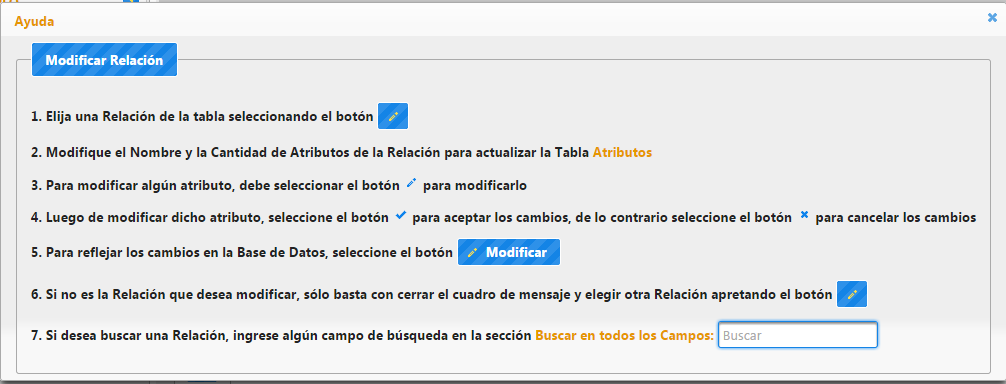 Ayuda
Modificar Relación
1. Elija una Relación de la tabla seleccionando el botón
2. Modifique el Nombre y la Cantidad de Atributos de la Relación para actualizar la Tabla Atributos
3. Para modificar algún atributo, debe seleccionar el botón para modificarlo
4. Luego de modificar dicho atributo, seleccione el botón para aceptar los cambios, de lo contrario seleccione el botón para cancelar los cambios
5. Para reflejar los cambios en la Base de Datos, seleccione el botón Modificar
6. Si no es la Relación que desea modificar, sólo basta con cerrar el cuadro de mensaje y elegir otra Relación apretando el botón
7. Si desea buscar una Relación, ingrese algún campo de búsqueda en la sección Buscar en todos los Campos: Buscar